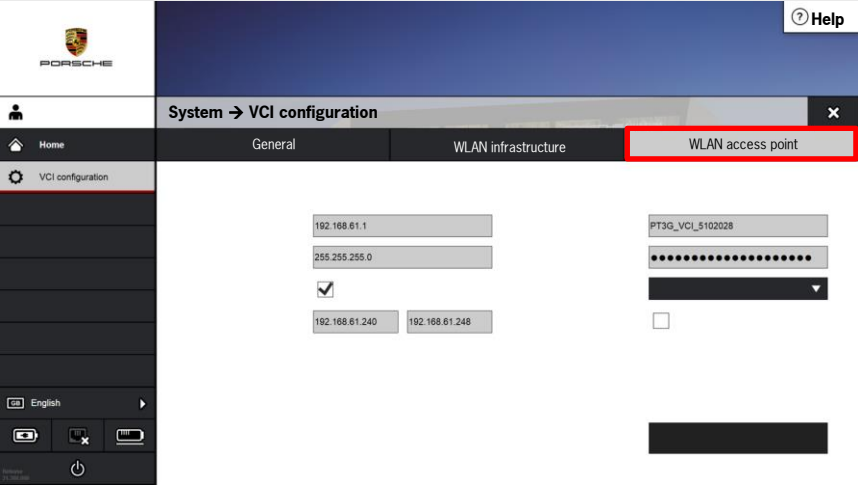 Help
PORSCHE
System → VCI configuration
Home
General
WLAN infrastructure
WLAN access point
VCI configuration
192.168.61.1
PT3G_VCI_5102028
255.255.255.0
192.168.61.240
192.168.61.248
GB English